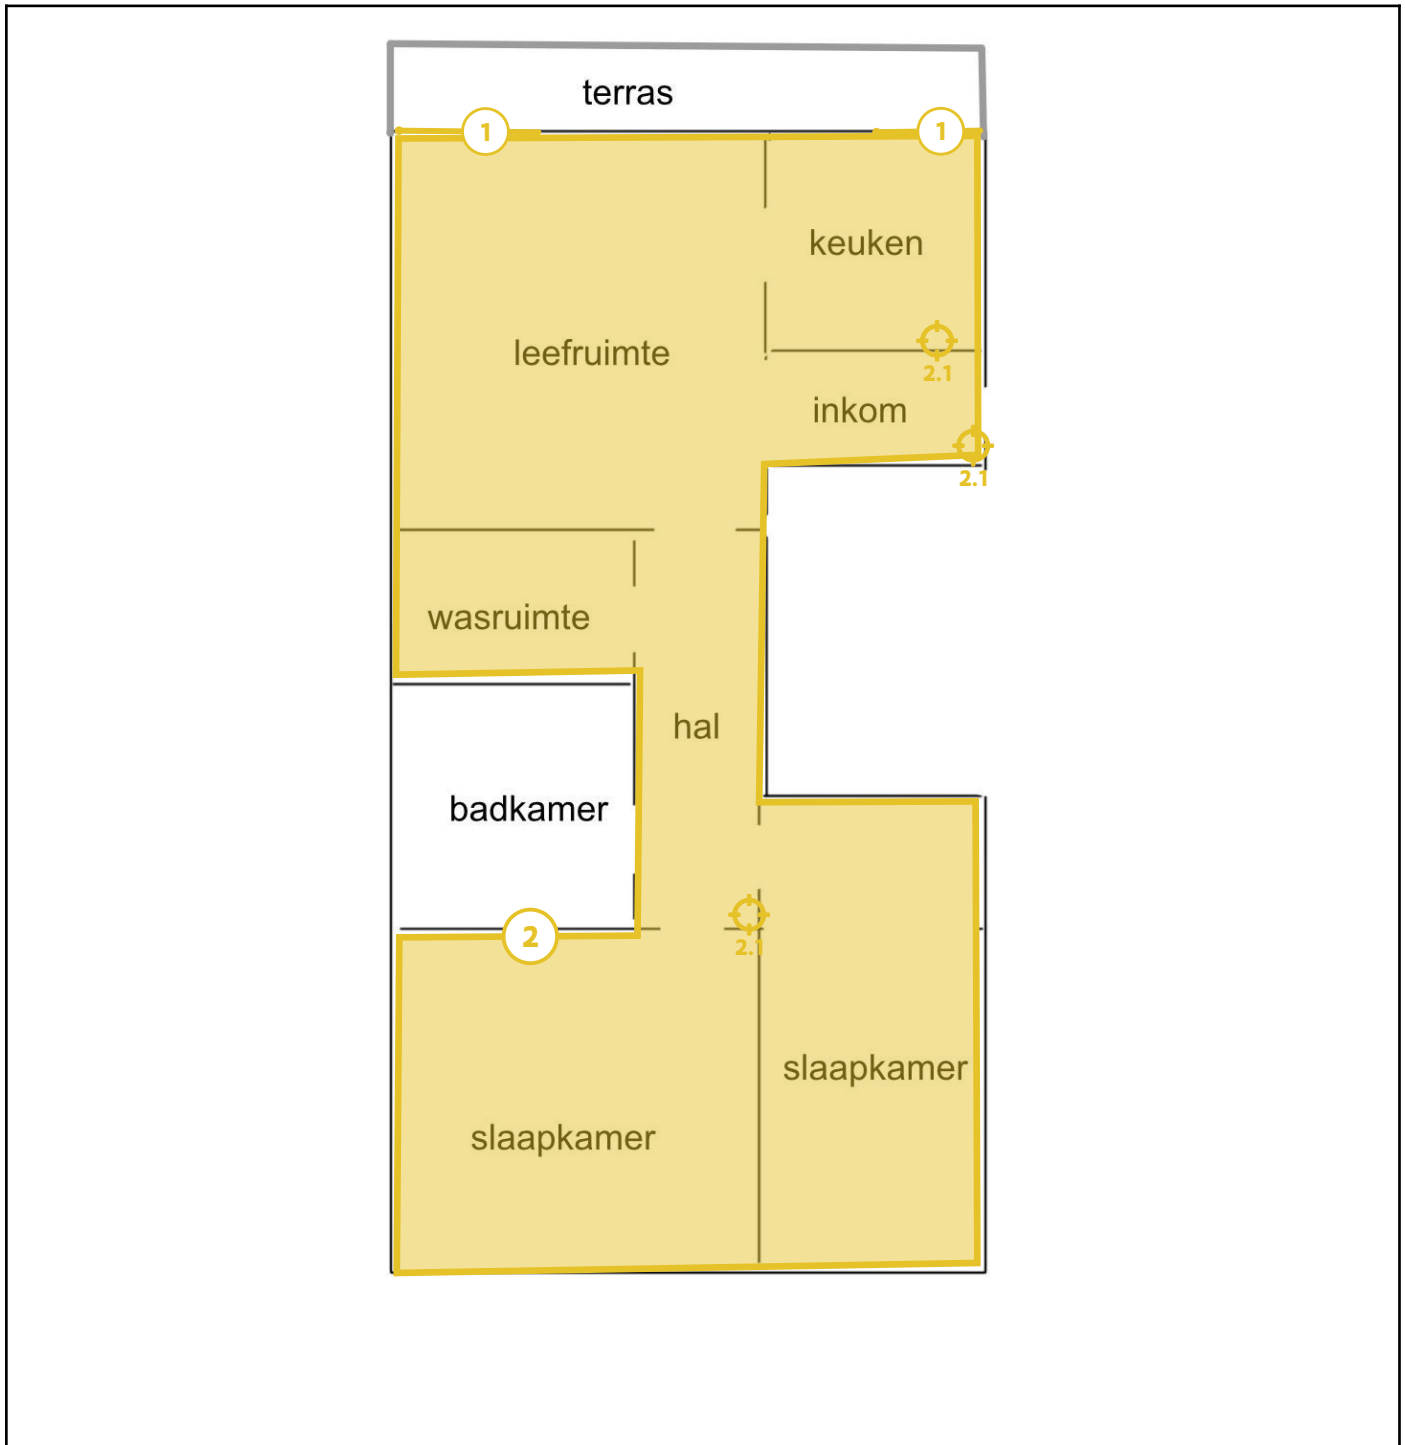 terras
1
1
keuken
leefruimte
2.1
inkom
2.1
wasruimte
hal
badkamer
2
2.1
slaapkamer
slaapkamer